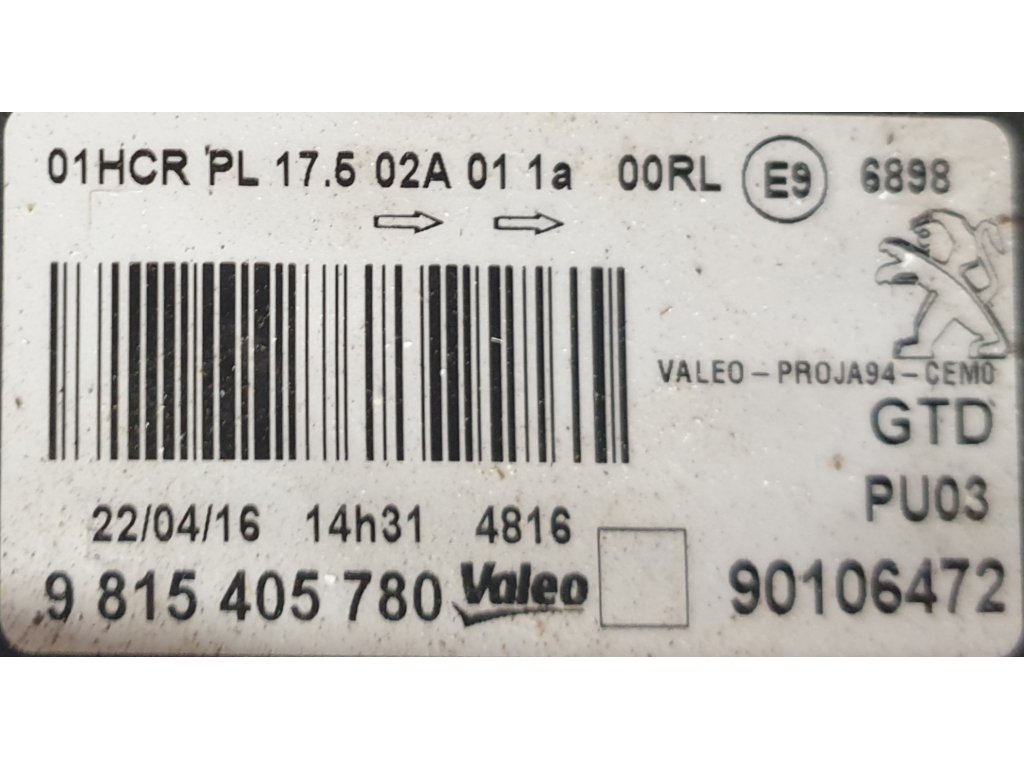 01HCR PL 17.5 02A 01 1a 00RL E9 6898
VALEO-PROJA94-CEM0
GTD
PU03
22/04/16 14h31 4816
9 815 405 780 Valeo 90106472